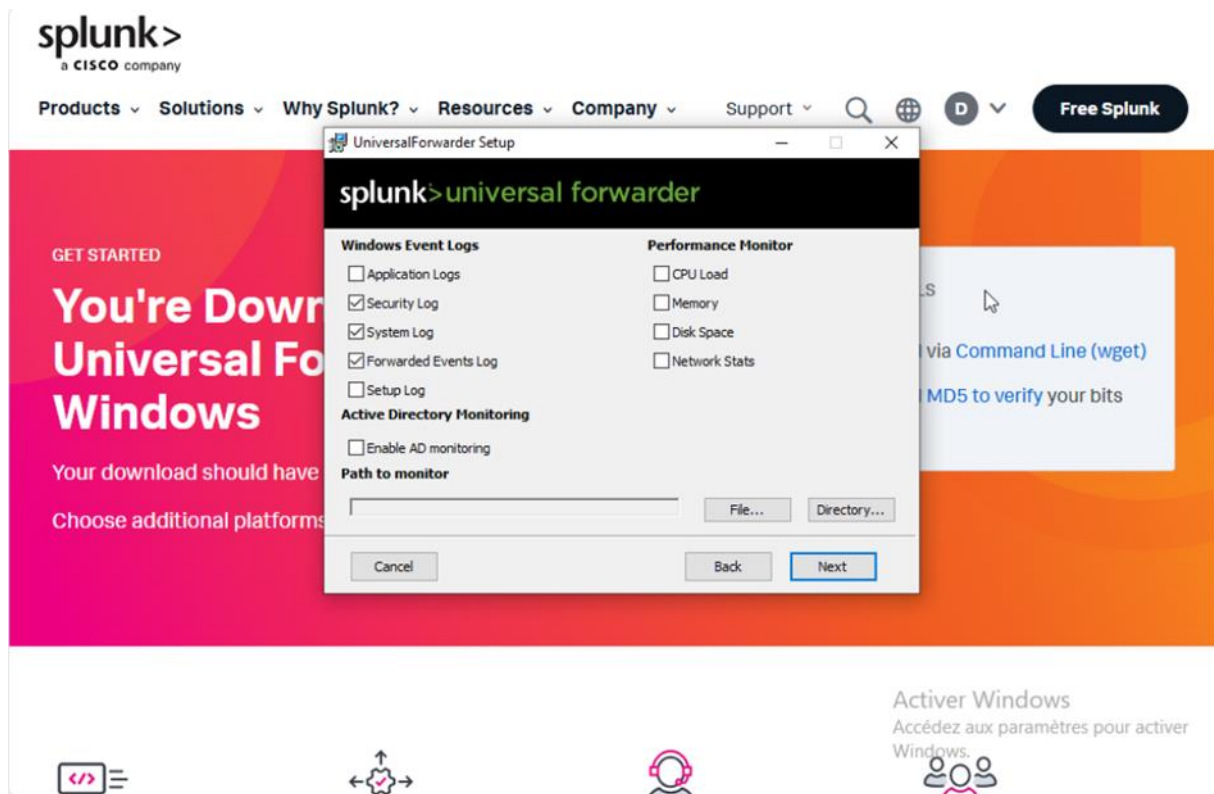 splunk>
a CISCO company
Products Solutions Why Splunk? Resources Company Support D Free Splunk
UniversalForwarder Setup
splunk>universal forwarder
Windows Event Logs
Application Logs
Security Log
System Log
Forwarded Events Log
Setup Log
Active Directory Monitoring
Enable AD monitoring
Path to monitor
Performance Monitor
CPU Load
Memory
Disk Space
Network Stats
File...
Directory...
Cancel
Back
Next
GET STARTED
You're Down
Universal Fo
Windows
Your download should have
Choose additional platforms
LS
via Command Line (wget)
MD5 to verify your bits
Activer Windows
Accédez aux paramètres pour activer
Windows.